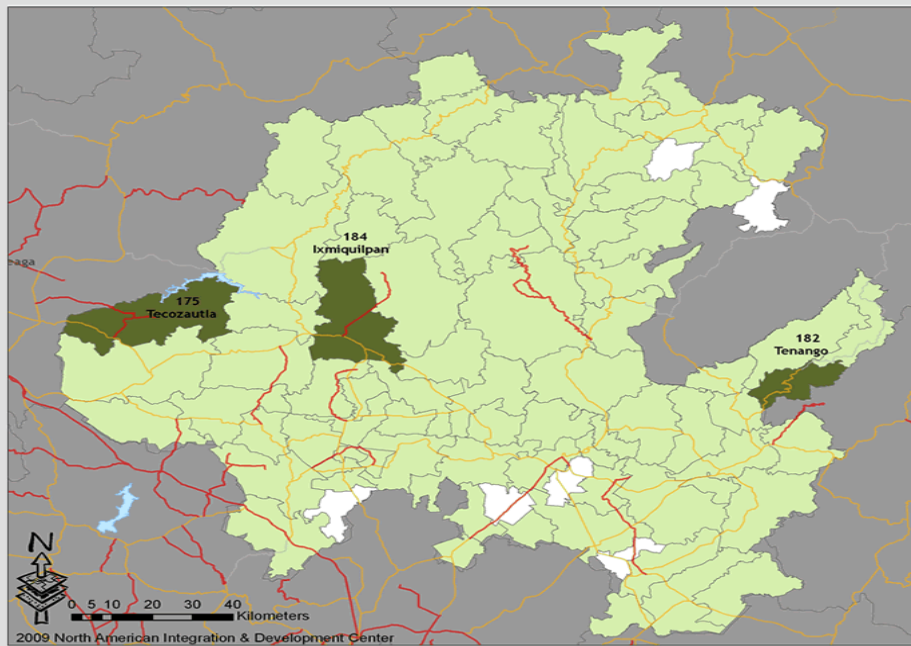 184
Ixmiquilpan
eaga
175
Tecozautla
182
Tenango
N
0 5 10 20 30 40
Kilometers
2009 North American Integration & Development Center